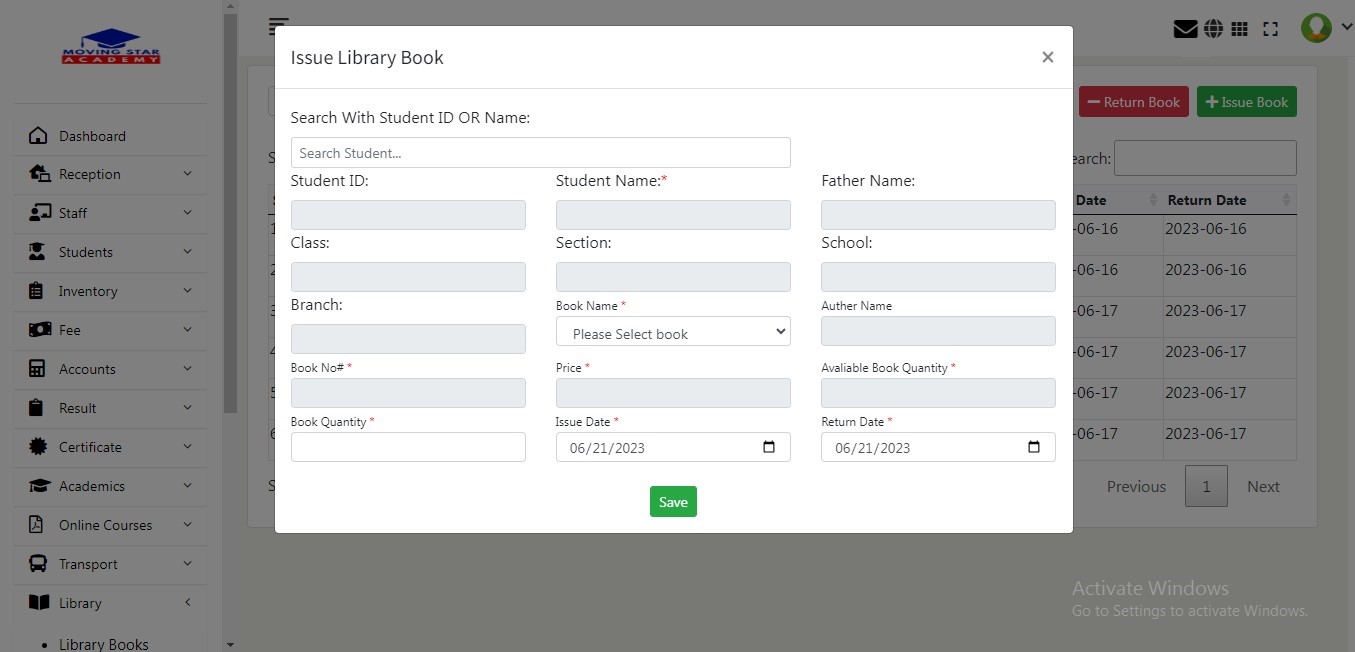 MOVING STAR
ACADEMY
Dashboard
Reception
Staff
Students
Inventory
Fee
Accounts
Result
Certificate
Academics
Online Courses
Transport
Library
Library Books
Issue Library Book
×
Search With Student ID OR Name:
Search Student...
Student ID:
Student Name:*
Father Name:
Class:
Section:
School:
Branch:
Book Name *
Please Select book
Auther Name
Book No# *
Price *
Avaliable Book Quantity *
Book Quantity *
Issue Date *
06/21/2023
Return Date *
06/21/2023
Save
Return Book
Issue Book
earch:
Date
Return Date
-06-16
2023-06-16
-06-16
2023-06-16
-06-17
2023-06-17
-06-17
2023-06-17
-06-17
2023-06-17
-06-17
2023-06-17
Previous
1
Next
Activate Windows
Go to Settings to activate Windows.